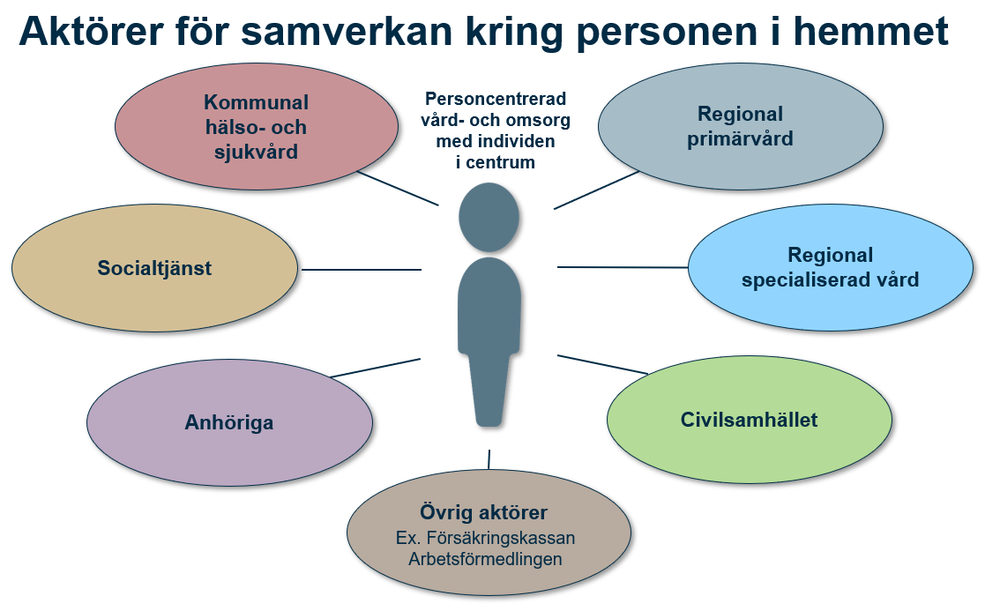 Aktörer för samverkan kring personen i hemmet
Kommunal
hälso- och
sjukvård
Personcentrerad
vård- och omsorg
med individen
i centrum
Regional
primärvård
Socialtjänst
Regional
specialiserad vård
Anhöriga
Civilsamhället
Övrig aktörer
Ex. Försäkringskassan
Arbetsförmedlingen